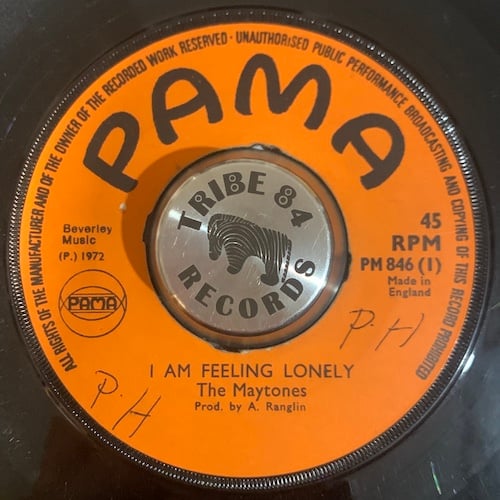 ALL RIGHTS OF THE MANUFACTURER AND OF THE OWNER OF THE RECORDED WORK RESERVED · UNAUTHORISED PUBLIC PERFORMANCE BROADCASTING AND COPYING OF THIS RECORD PROHIBITED
PAMA
TRIBE 84
RECORDS
Beverley
Music
(P.) 1972
PAMA
45
RPM
PM 846 (1)
Made in
England
P.H
P.H
I AM FEELING LONELY
The Maytones
Prod. by A. Ranglin